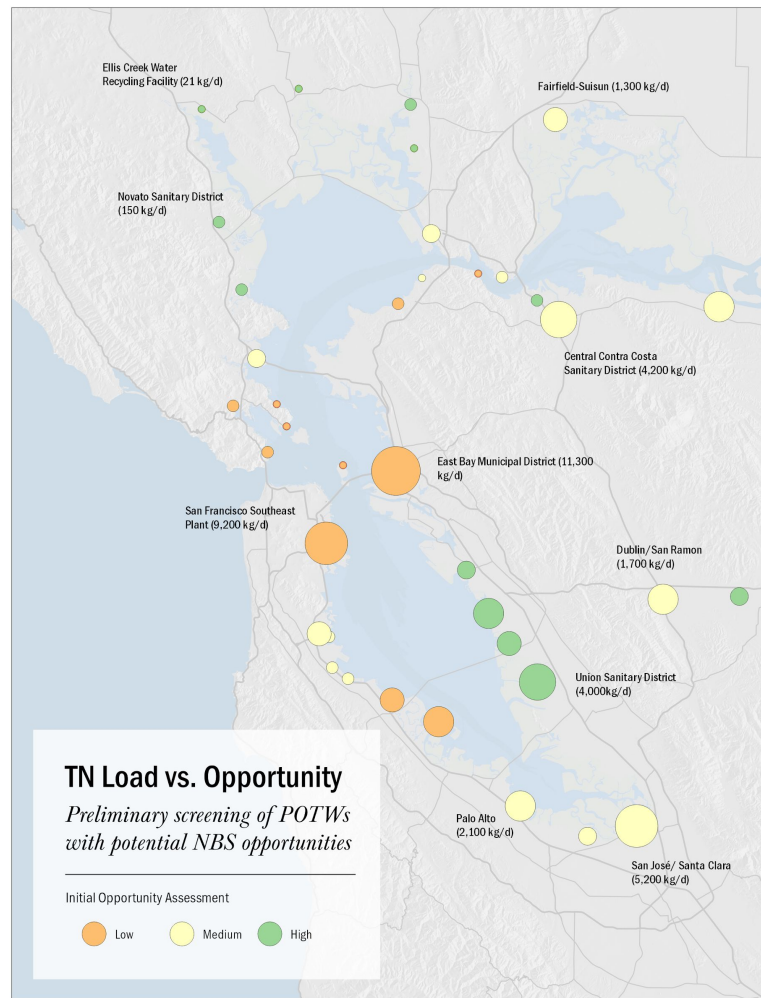 Ellis Creek Water
Recycling Facility (21 kg/d)
Fairfield-Suisun (1,300 kg/d)
Novato Sanitary District
(150 kg/d)
Central Contra Costa
Sanitary District (4,200 kg/d)
East Bay Municipal District (11,300
kg/d)
San Francisco Southeast
Plant (9,200 kg/d)
Dublin/San Ramon
(1,700 kg/d)
Union Sanitary District
(4,000kg/d)
Palo Alto
(2,100 kg/d)
San José/ Santa Clara
(5,200 kg/d)
TN Load vs. Opportunity
Preliminary screening of POTWs
with potential NBS opportunities
Initial Opportunity Assessment
Low
Medium
High